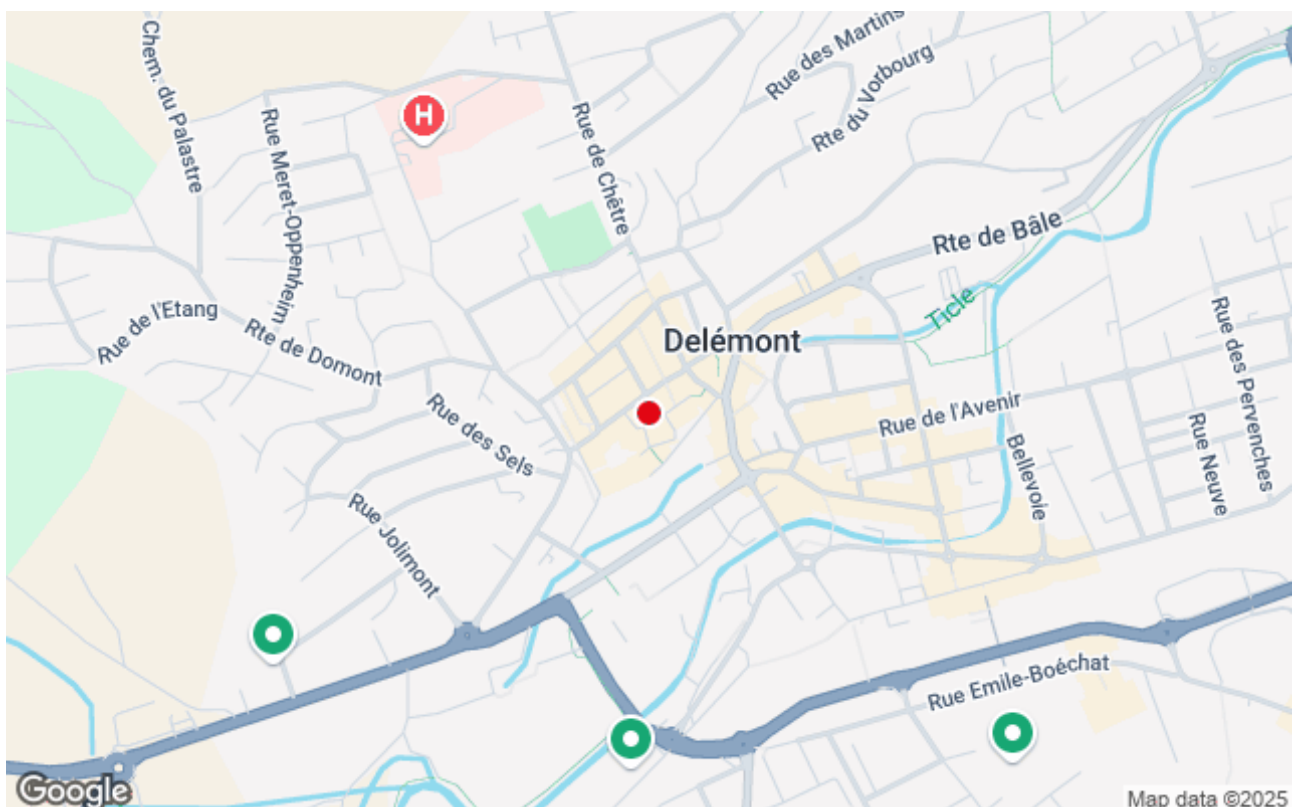 Chem. du Palastre
Rue Meret-Oppenheim
H
Rue de Chêtre
Rue des Martins
Rte du Vorbourg
Rte de Bâle
Ticle
Rue de l'Etang
Rte de Domont
Delémont
Rue des Pervenches
Rue des Sels
Rue de l'Avenir
Bellevoie
Rue Neuve
Rue Jolimont
Rue Emile-Boéchat
Google
Map data ©2025